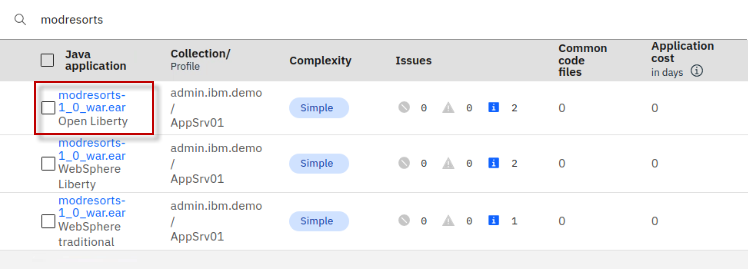 modresorts
Java application
Collection/
Profile
Complexity
Issues
Common code files
Application cost
in days
modresorts-
1_0_war.ear
Open Liberty
admin.ibm.demo
/
AppSrv01
Simple
0 0 2
0
0
modresorts-
1_0_war.ear
WebSphere
Liberty
admin.ibm.demo
/
AppSrv01
Simple
0 0 2
0
0
modresorts-
1_0_war.ear
WebSphere
traditional
admin.ibm.demo
/
AppSrv01
Simple
0 0 1
0
0